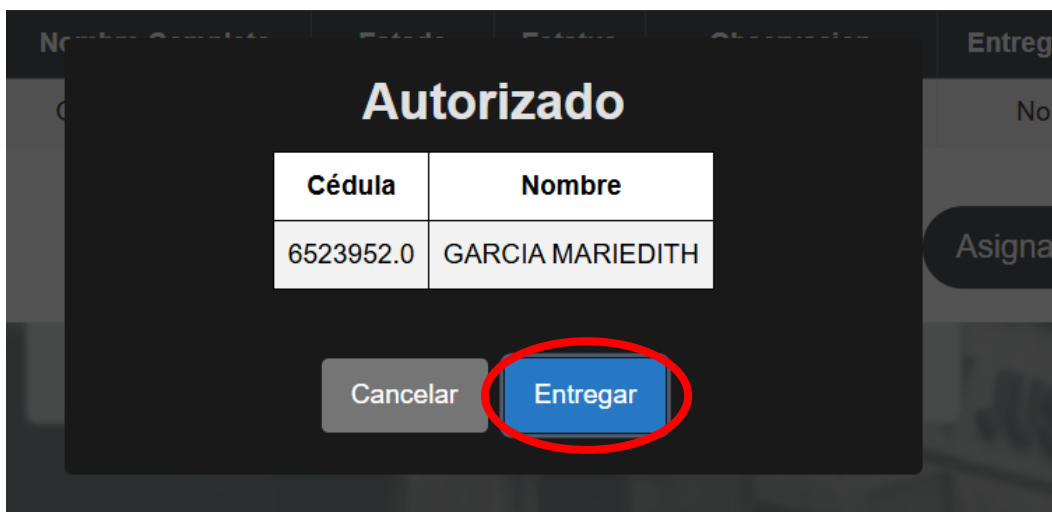 Entreg
No
Autorizado
Cédula Nombre
6523952.0 GARCIA MARIEDITH
Asigna
Cancelar Entregar